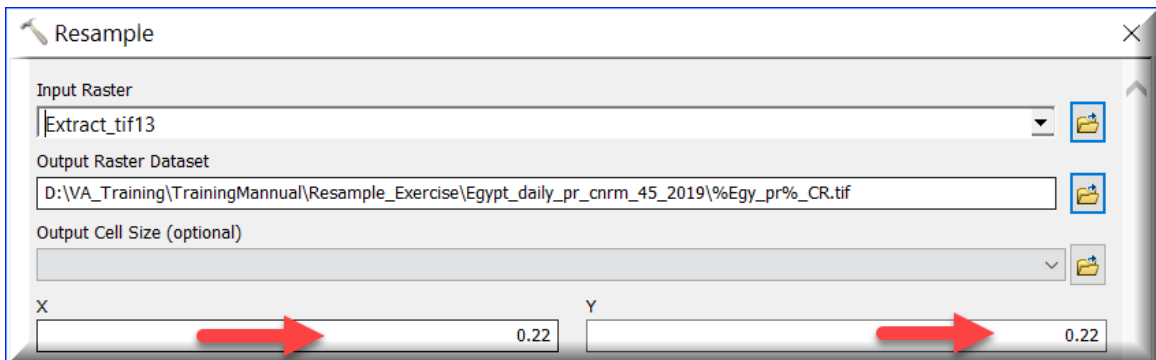 Resample
Input Raster
Extract_tif13
Output Raster Dataset
D:\VA_Training\TrainingMannual\Resample_Exercise\Egypt_daily_pr_cnrm_45_2019\%Egy_pr%_CR.tif
Output Cell Size (optional)
X Y
0.22 0.22